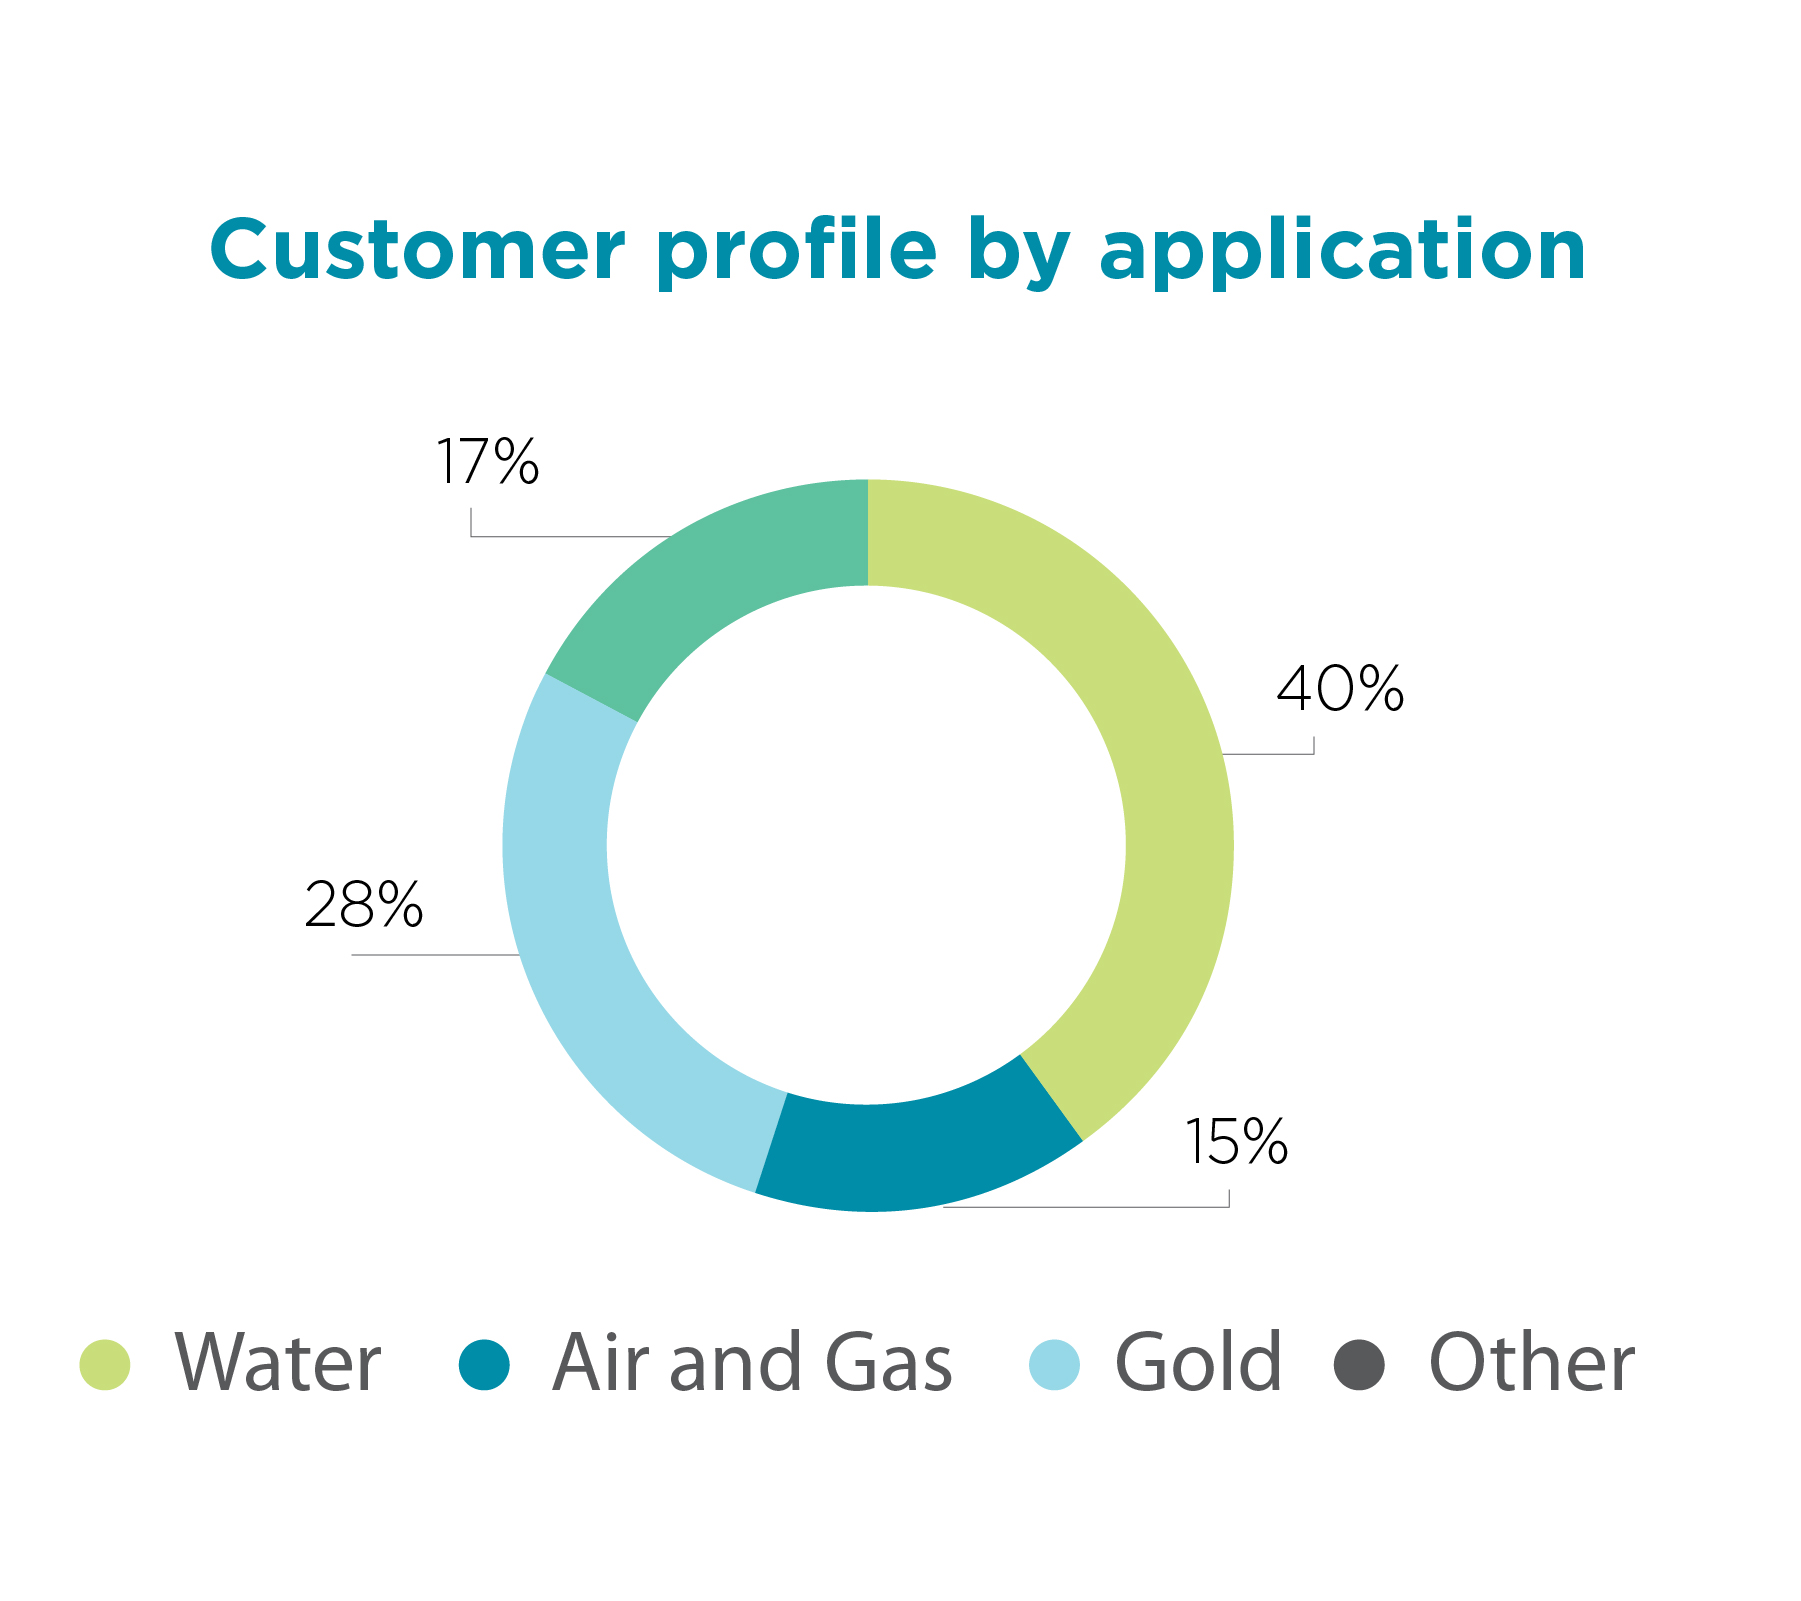 Customer profile by application
17%
40%
28%
15%
Water Air and Gas Gold Other